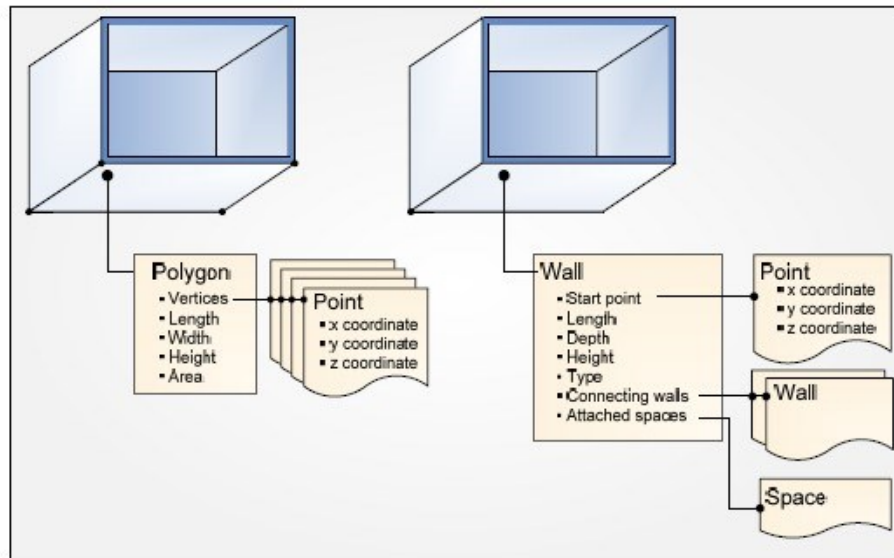 Polygon
Vertices
Length
Width
Height
Area
Point
x coordinate
y coordinate
z coordinate
Wall
Start point
Length
Depth
Height
Type
Connecting walls
Attached spaces
Point
x coordinate
y coordinate
z coordinate
Wall
Space